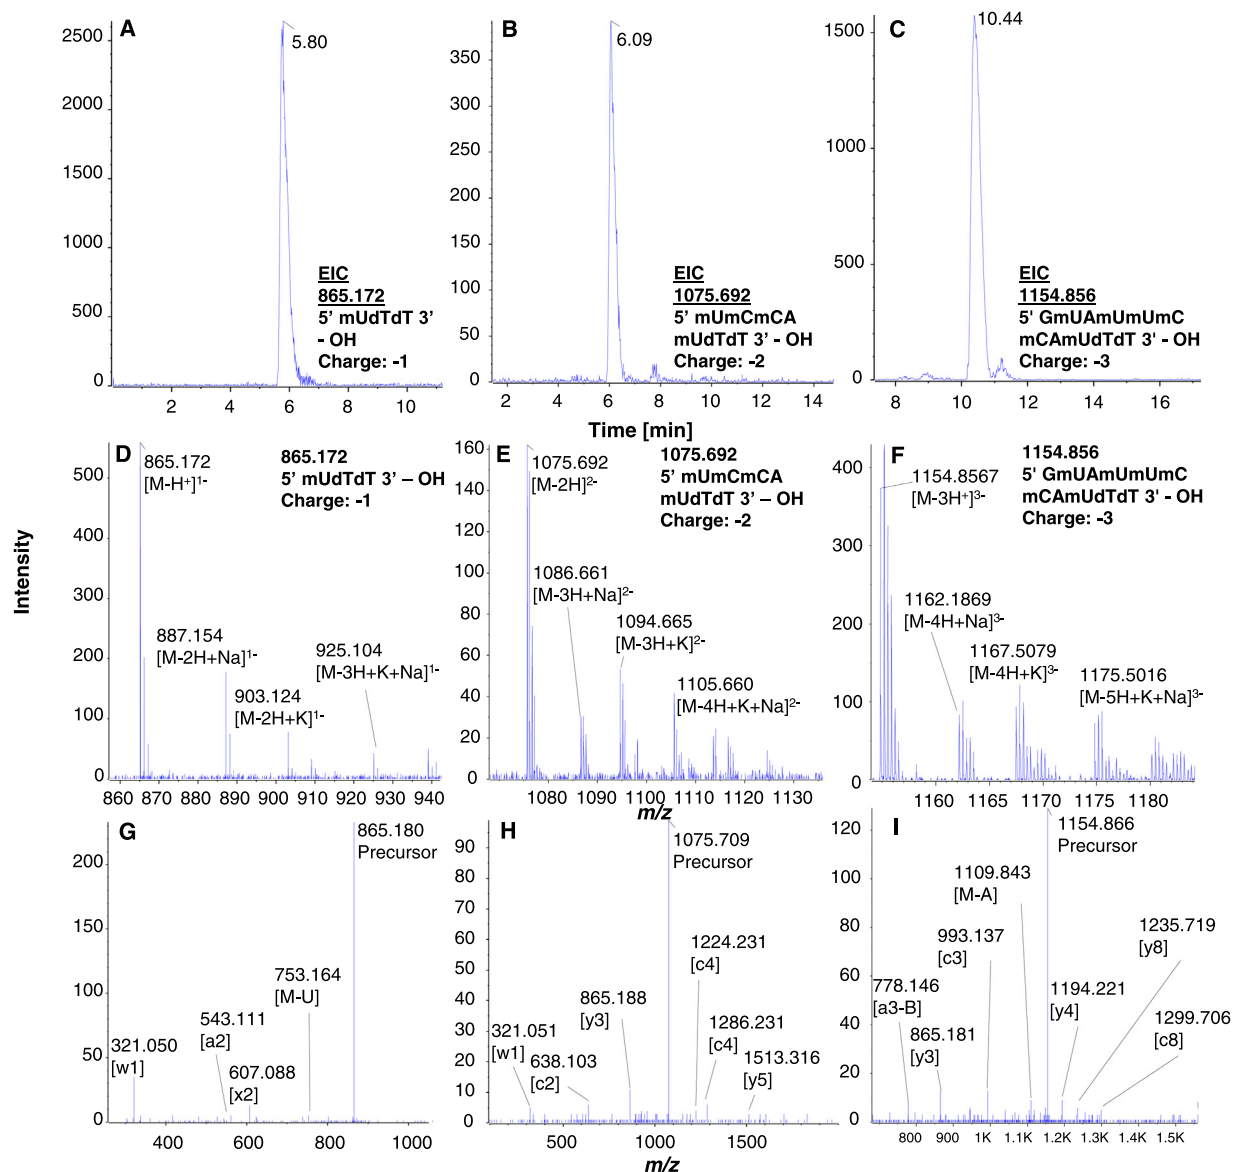 A
5.80
2500
2000
1500
1000
500
0
2
4
6
8
10
EIC
865.172
5' mUdTdT 3'
- OH
Charge: -1
B
6.09
350
300
250
200
150
100
50
0
2
4
6
8
10
12
14
EIC
1075.692
5' mUmCmCA
mUdTdT 3' - OH
Charge: -2
C
10.44
1500
1000
500
0
8
10
12
14
16
EIC
1154.856
5' GmUAmUmUmC
mCAmUdTdT 3' - OH
Charge: -3
Time [min]
Intensity
D
865.172
[M-H⁺]¹⁻
865.172
5' mUdTdT 3' – OH
Charge: -1
887.154
[M-2H+Na]¹⁻
903.124
[M-2H+K]¹⁻
925.104
[M-3H+K+Na]¹⁻
500
400
300
200
100
0
860
870
880
890
900
910
920
930
940
E
1075.692
[M-2H]²⁻
1075.692
5' mUmCmCA
mUdTdT 3' – OH
Charge: -2
1086.661
[M-3H+Na]²⁻
1094.665
[M-3H+K]²⁻
1105.660
[M-4H+K+Na]²⁻
160
140
120
100
80
60
40
20
0
1080
1090
1100
1110
1120
1130
m/z
F
1154.8567
[M-3H⁺]³⁻
1154.856
5' GmUAmUmUmC
mCAmUdTdT 3' - OH
Charge: -3
1162.1869
[M-4H+Na]³⁻
1167.5079
[M-4H+K]³⁻
1175.5016
[M-5H+K+Na]³⁻
400
300
200
100
0
1160
1165
1170
1175
1180
G
865.180
Precursor
753.164
[M-U]
543.111
[a2]
607.088
[x2]
321.050
[w1]
200
150
100
50
0
400
600
800
1000
H
1075.709
Precursor
1224.231
[c4]
865.188
[y3]
1286.231
[c4]
321.051
[w1]
638.103
[c2]
1513.316
[y5]
90
80
70
60
50
40
30
20
10
0
500
1000
1500
m/z
I
1154.866
Precursor
1109.843
[M-A]
993.137
[c3]
1235.719
[y8]
778.146
[a3-B]
865.181
[y3]
1194.221
[y4]
1299.706
[c8]
120
100
80
60
40
20
0
800
900
1K
1.1K
1.2K
1.3K
1.4K
1.5K